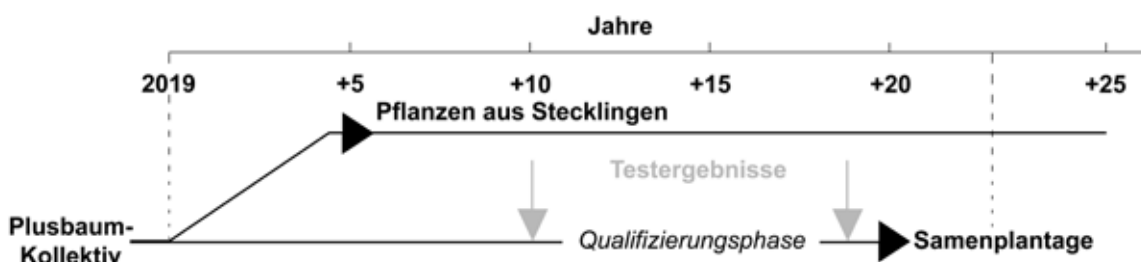 Jahre
2019 +5 +10 +15 +20 +25
Pflanzen aus Stecklingen
Testergebnisse
Plusbaum-
Kollektiv
Qualifizierungsphase
Samenplantage